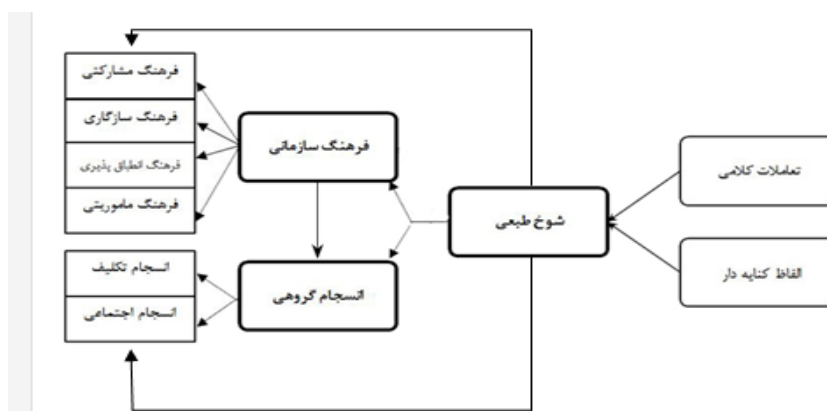 تعاملات کلامی
الفاظ کنایه دار
شوخ طبعی
فرهنگ سازمانی
انسجام گروهی
فرهنگ مشارکتی
فرهنگ سازگاری
فرهنگ انطباق پذیری
فرهنگ ماموریتی
انسجام تکلیف
انسجام اجتماعی